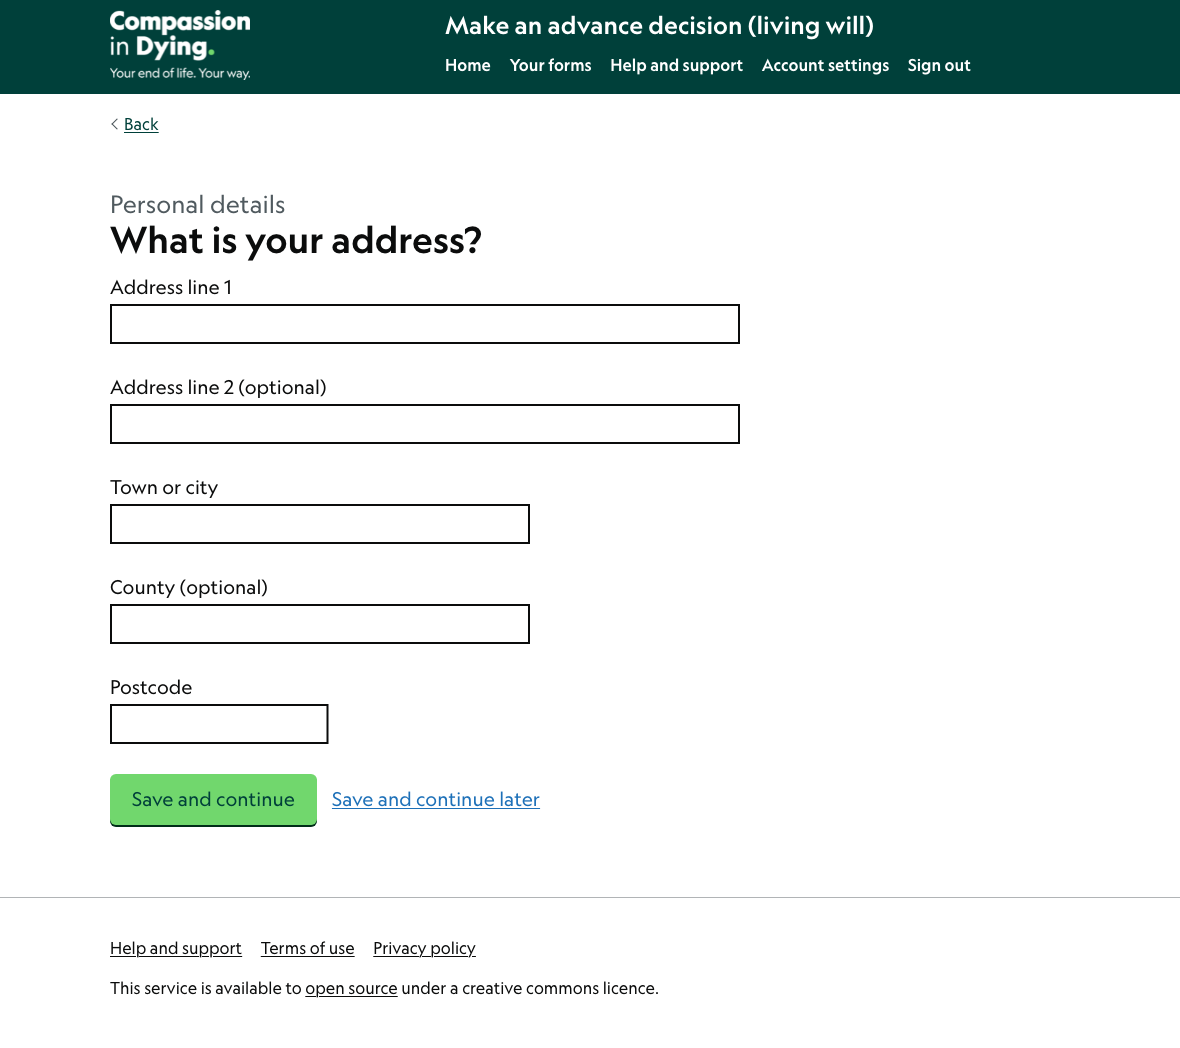 Compassion
in Dying.
Your end of life. Your way.
Make an advance decision (living will)
Home Your forms Help and support Account settings Sign out
Back
Personal details
What is your address?
Address line 1
Address line 2 (optional)
Town or city
County (optional)
Postcode
Save and continue Save and continue later
Help and support Terms of use Privacy policy
This service is available to open source under a creative commons licence.